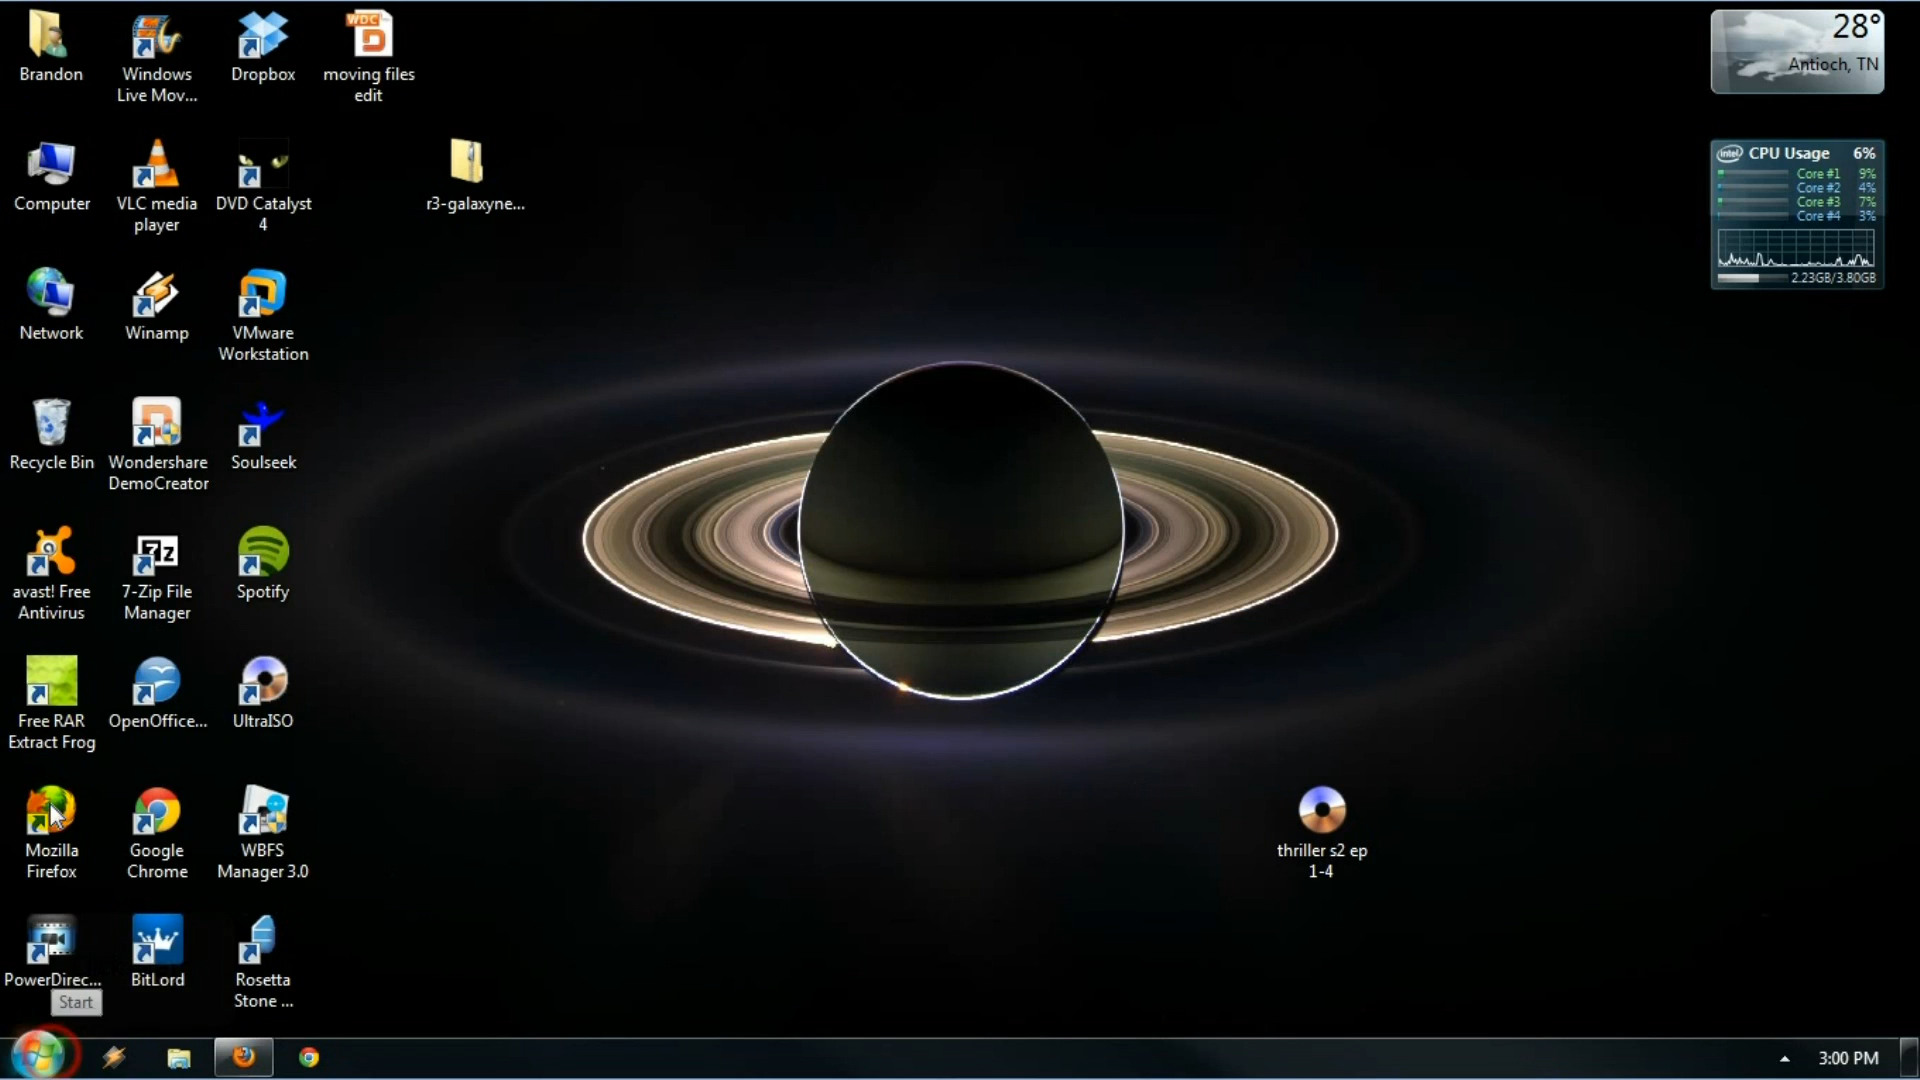 Brandon
Windows
Live Mov...
Dropbox
WDC
moving files
edit
Computer
VLC media
player
DVD Catalyst
4
r3-galaxyne...
Network
Winamp
VMware
Workstation
Recycle Bin
Wondershare
DemoCreator
Soulseek
avast! Free
Antivirus
7z
7-Zip File
Manager
Spotify
Free RAR
Extract Frog
OpenOffice...
UltraISO
Mozilla
Firefox
Google
Chrome
WBFS
Manager 3.0
thriller s2 ep
1-4
PowerDirec...
BitLord
Rosetta
Stone ...
Start
28°
Antioch, TN
intel CPU Usage 6%
Core #1 9%
Core #2 4%
Core #3 7%
Core #4 3%
2.23GB/3.80GB
3:00 PM